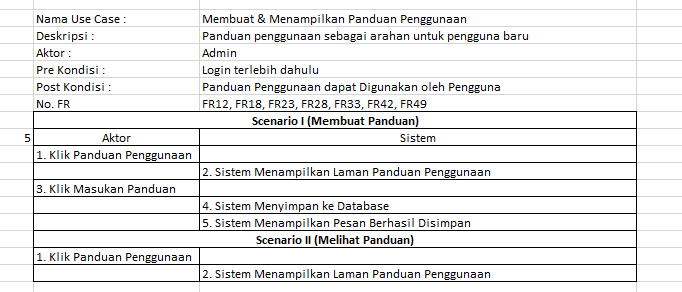 Nama Use Case : Membuat & Menampilkan Panduan Penggunaan
Deskripsi : Panduan penggunaan sebagai arahan untuk pengguna baru
Aktor : Admin
Pre Kondisi : Login terlebih dahulu
Post Kondisi : Panduan Penggunaan dapat Digunakan oleh Pengguna
No. FR FR12, FR18, FR23, FR28, FR33, FR42, FR49
Scenario I (Membuat Panduan)
5 Aktor Sistem
1. Klik Panduan Penggunaan
2. Sistem Menampilkan Laman Panduan Penggunaan
3. Klik Masukan Panduan
4. Sistem Menyimpan ke Database
5. Sistem Menampilkan Pesan Berhasil Disimpan
Scenario II (Melihat Panduan)
1. Klik Panduan Penggunaan
2. Sistem Menampilkan Laman Panduan Penggunaan